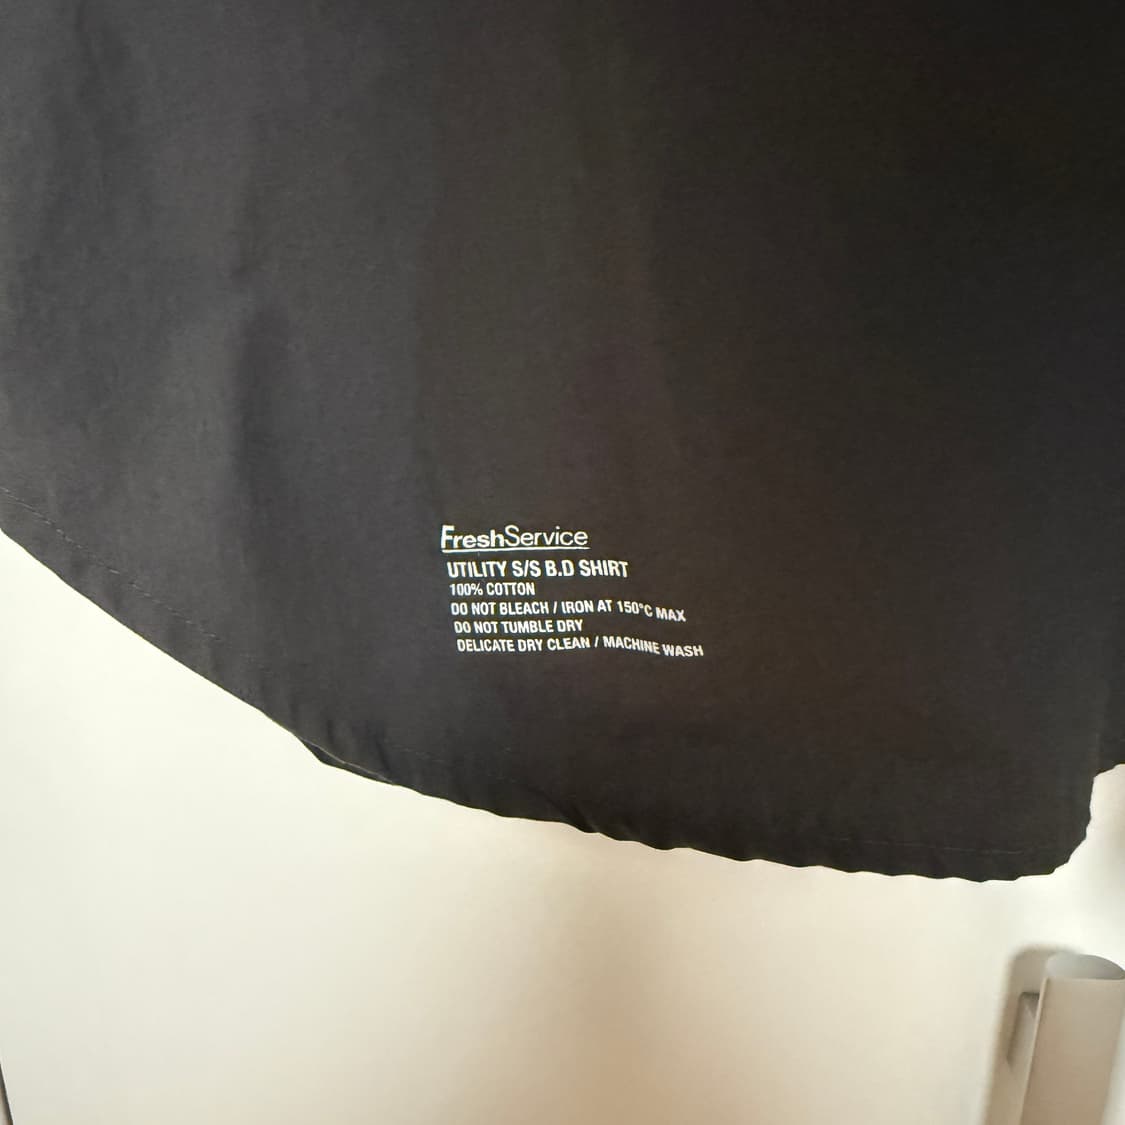 FreshService
UTILITY S/S B.D SHIRT
100% COTTON
DO NOT BLEACH / IRON AT 150°C MAX
DO NOT TUMBLE DRY
DELICATE DRY CLEAN / MACHINE WASH